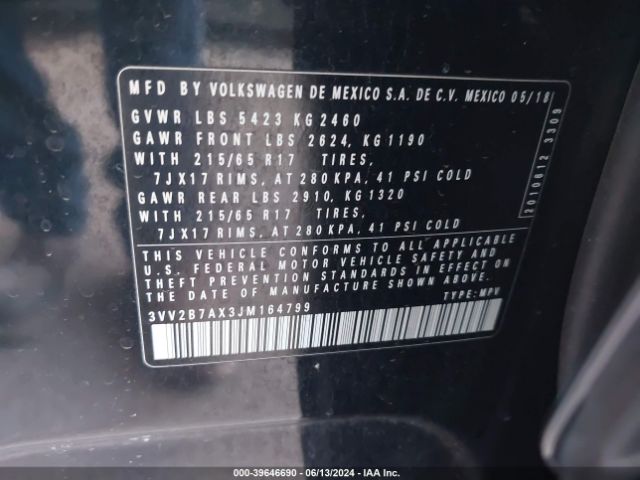 MFD BY VOLKSWAGEN DE MEXICO S.A. DE C.V. MEXICO 05/18
GVWR LBS 5423 KG 2460
GAWR FRONT LBS 2624, KG 1190
WITH 215/65 R17 TIRES,
7JX17 RIMS, AT 280 KPA, 41 PSI COLD
GAWR REAR LBS 2910, KG 1320
WITH 215/65 R17 TIRES,
7JX17 RIMS, AT 280 KPA, 41 PSI COLD
THIS VEHICLE CONFORMS TO ALL APPLICABLE
U.S. FEDERAL MOTOR VEHICLE SAFETY AND
THEFT PREVENTION STANDARDS IN EFFECT ON
THE DATE OF MANUFACTURE SHOWN ABOVE.
3VV2B7AX3JM164799 TYPE: MPV
2010612 3309
000-39646690 - 06/13/2024 - IAA Inc.